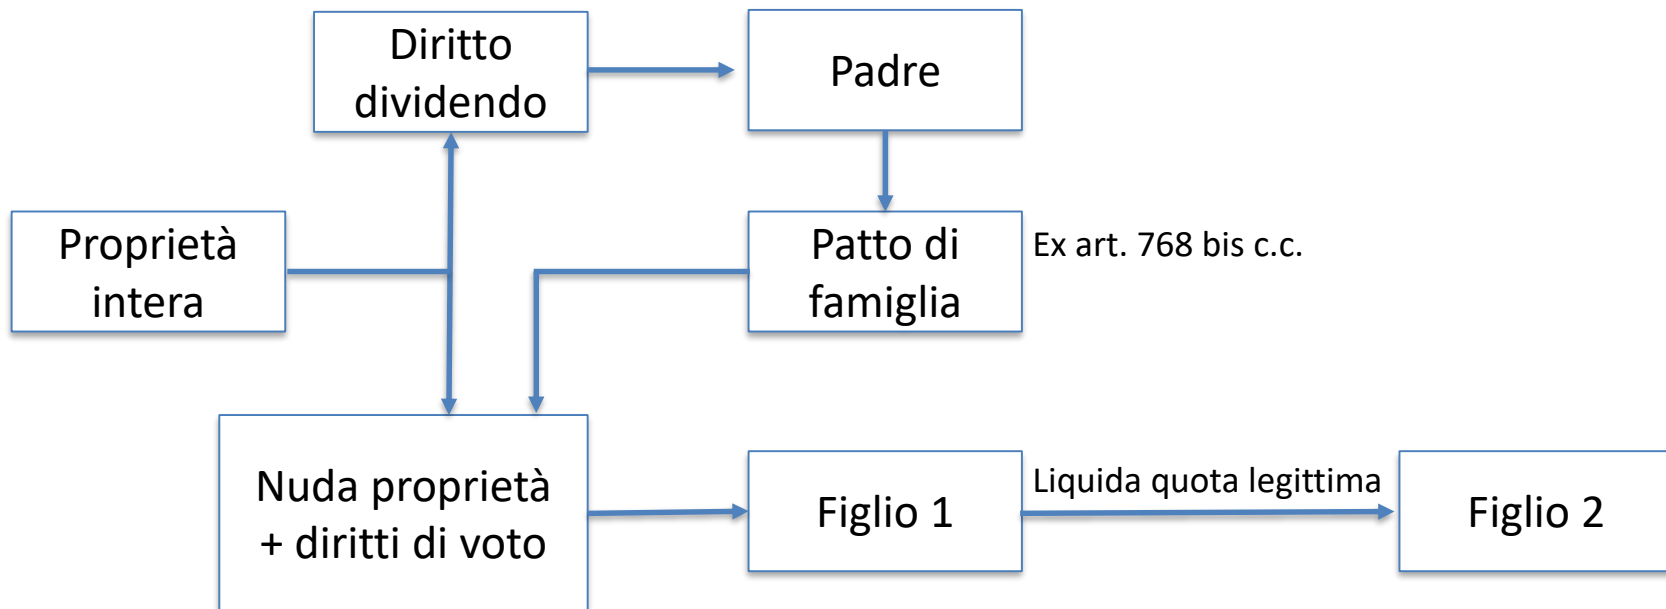 Diritto
dividendo
Padre
Proprietà
intera
Patto di
famiglia
Ex art. 768 bis c.c.
Nuda proprietà
+ diritti di voto
Figlio 1
Liquida quota legittima
Figlio 2